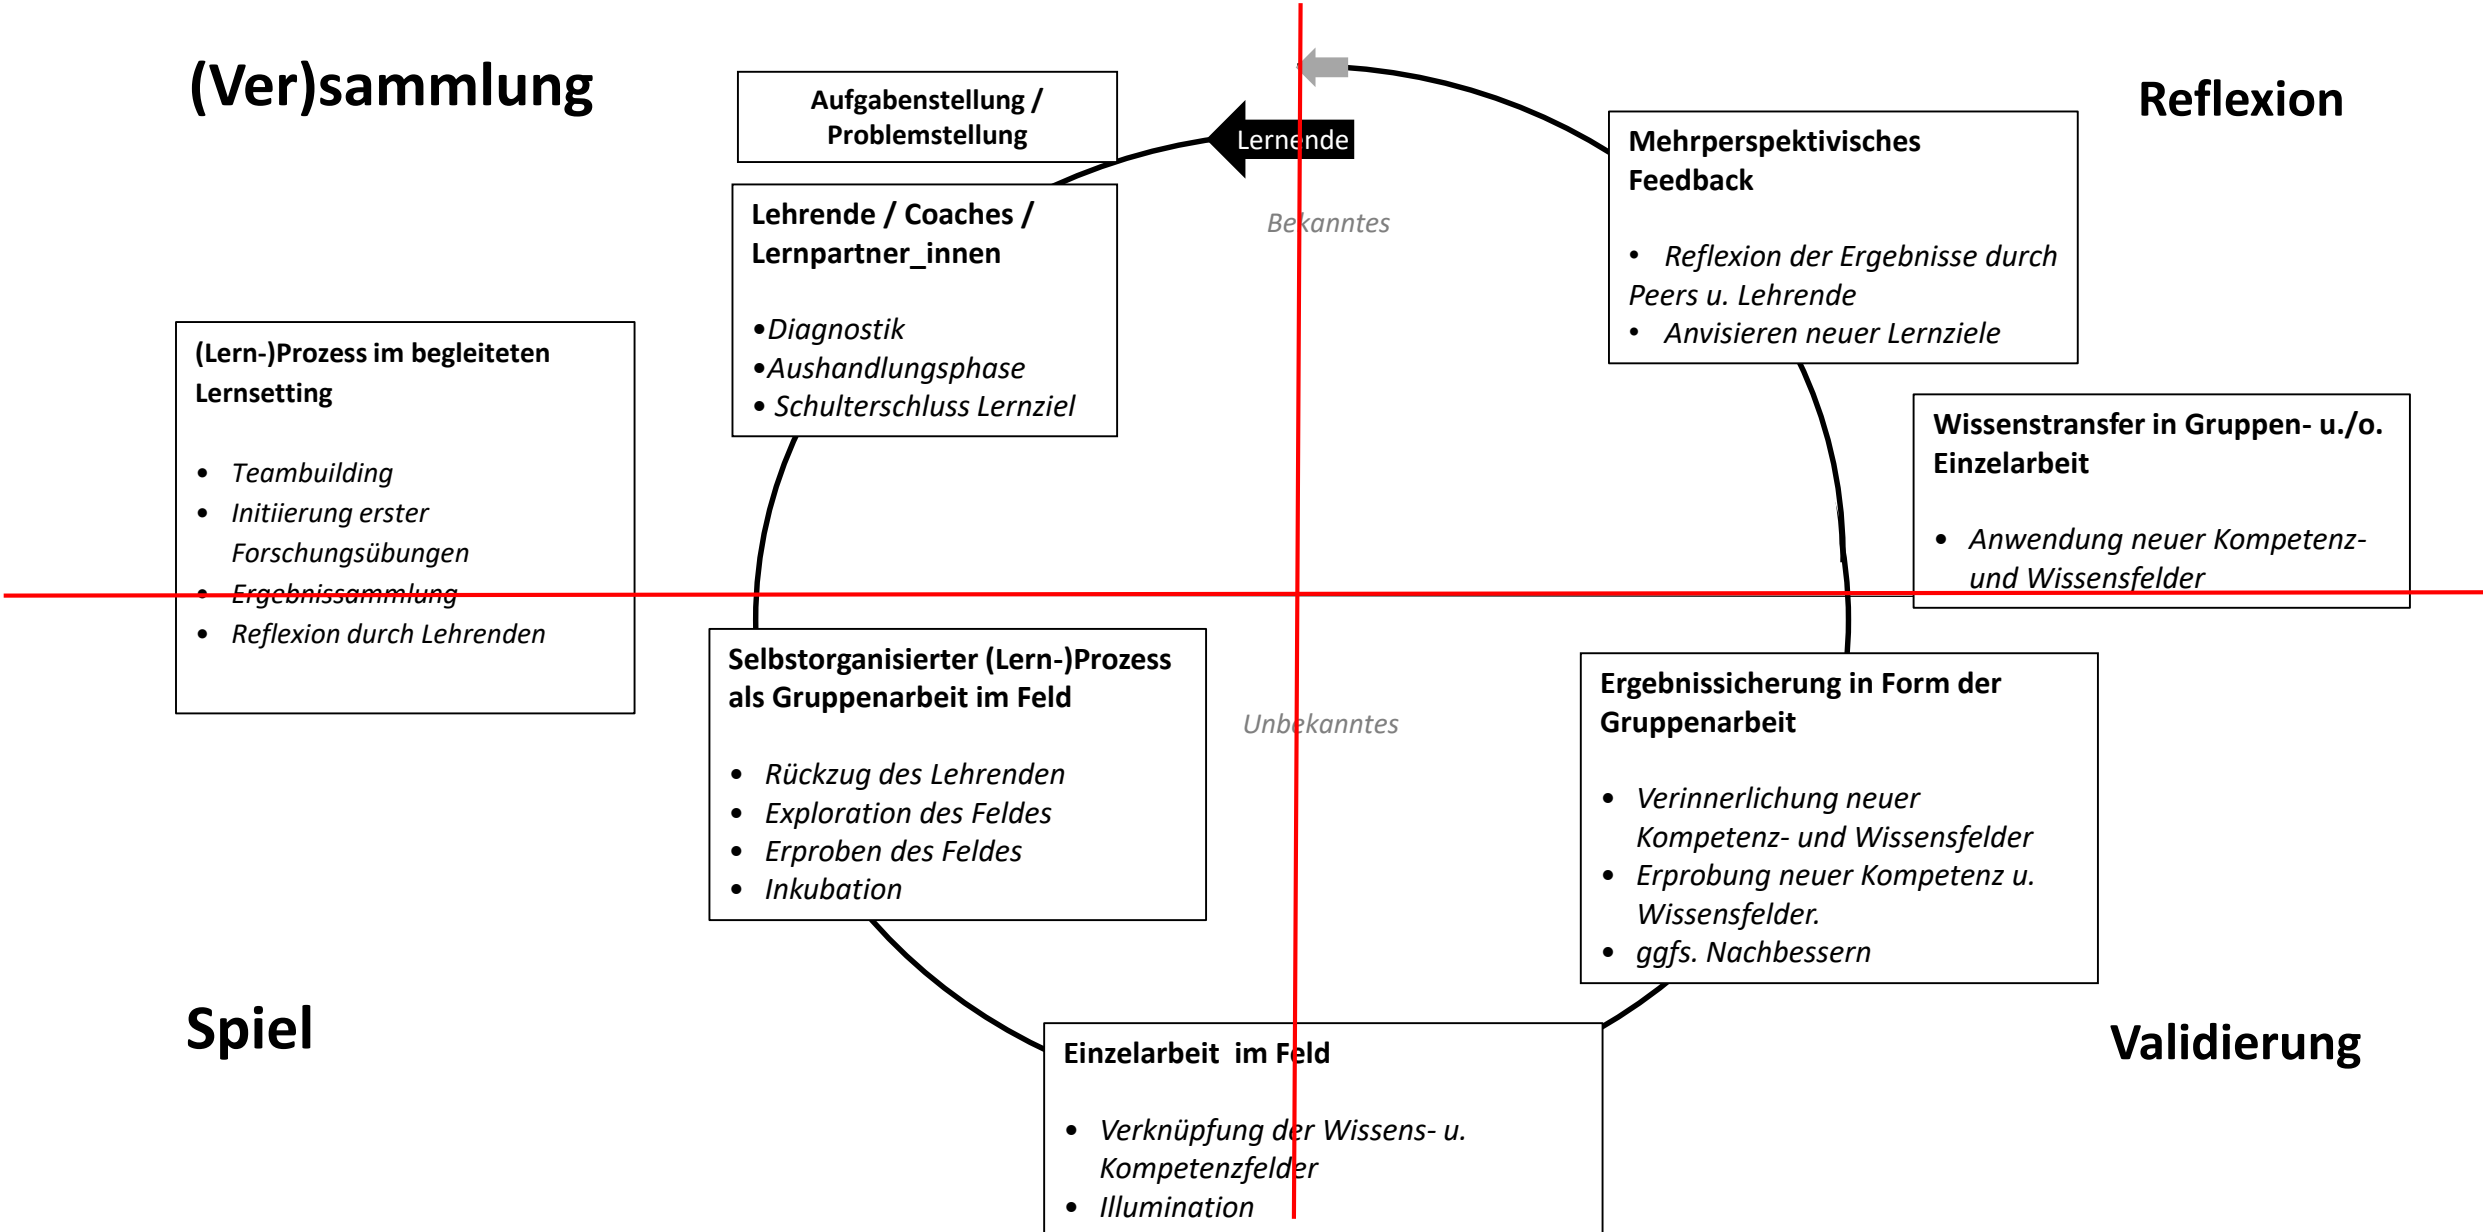 (Ver)sammlung
Reflexion
Aufgabenstellung /
Problemstellung
Lernende
Bekanntes
Lehrende / Coaches /
Lernpartner_innen
•Diagnostik
•Aushandlungsphase
• Schulterschluss Lernziel
(Lern-)Prozess im begleiteten
Lernsetting
• Teambuilding
• Initiierung erster
Forschungsübungen
• Ergebnissammlung
• Reflexion durch Lehrenden
Mehrperspektivisches
Feedback
• Reflexion der Ergebnisse durch
Peers u. Lehrende
• Anvisieren neuer Lernziele
Wissenstransfer in Gruppen- u./o.
Einzelarbeit
• Anwendung neuer Kompetenz-
und Wissensfelder
Selbstorganisierter (Lern-)Prozess
als Gruppenarbeit im Feld
• Rückzug des Lehrenden
• Exploration des Feldes
• Erproben des Feldes
• Inkubation
Unbekanntes
Ergebnissicherung in Form der
Gruppenarbeit
• Verinnerlichung neuer
Kompetenz- und Wissensfelder
• Erprobung neuer Kompetenz u.
Wissensfelder.
• ggfs. Nachbessern
Spiel
Einzelarbeit  im Feld
• Verknüpfung der Wissens- u.
Kompetenzfelder
• Illumination
Validierung